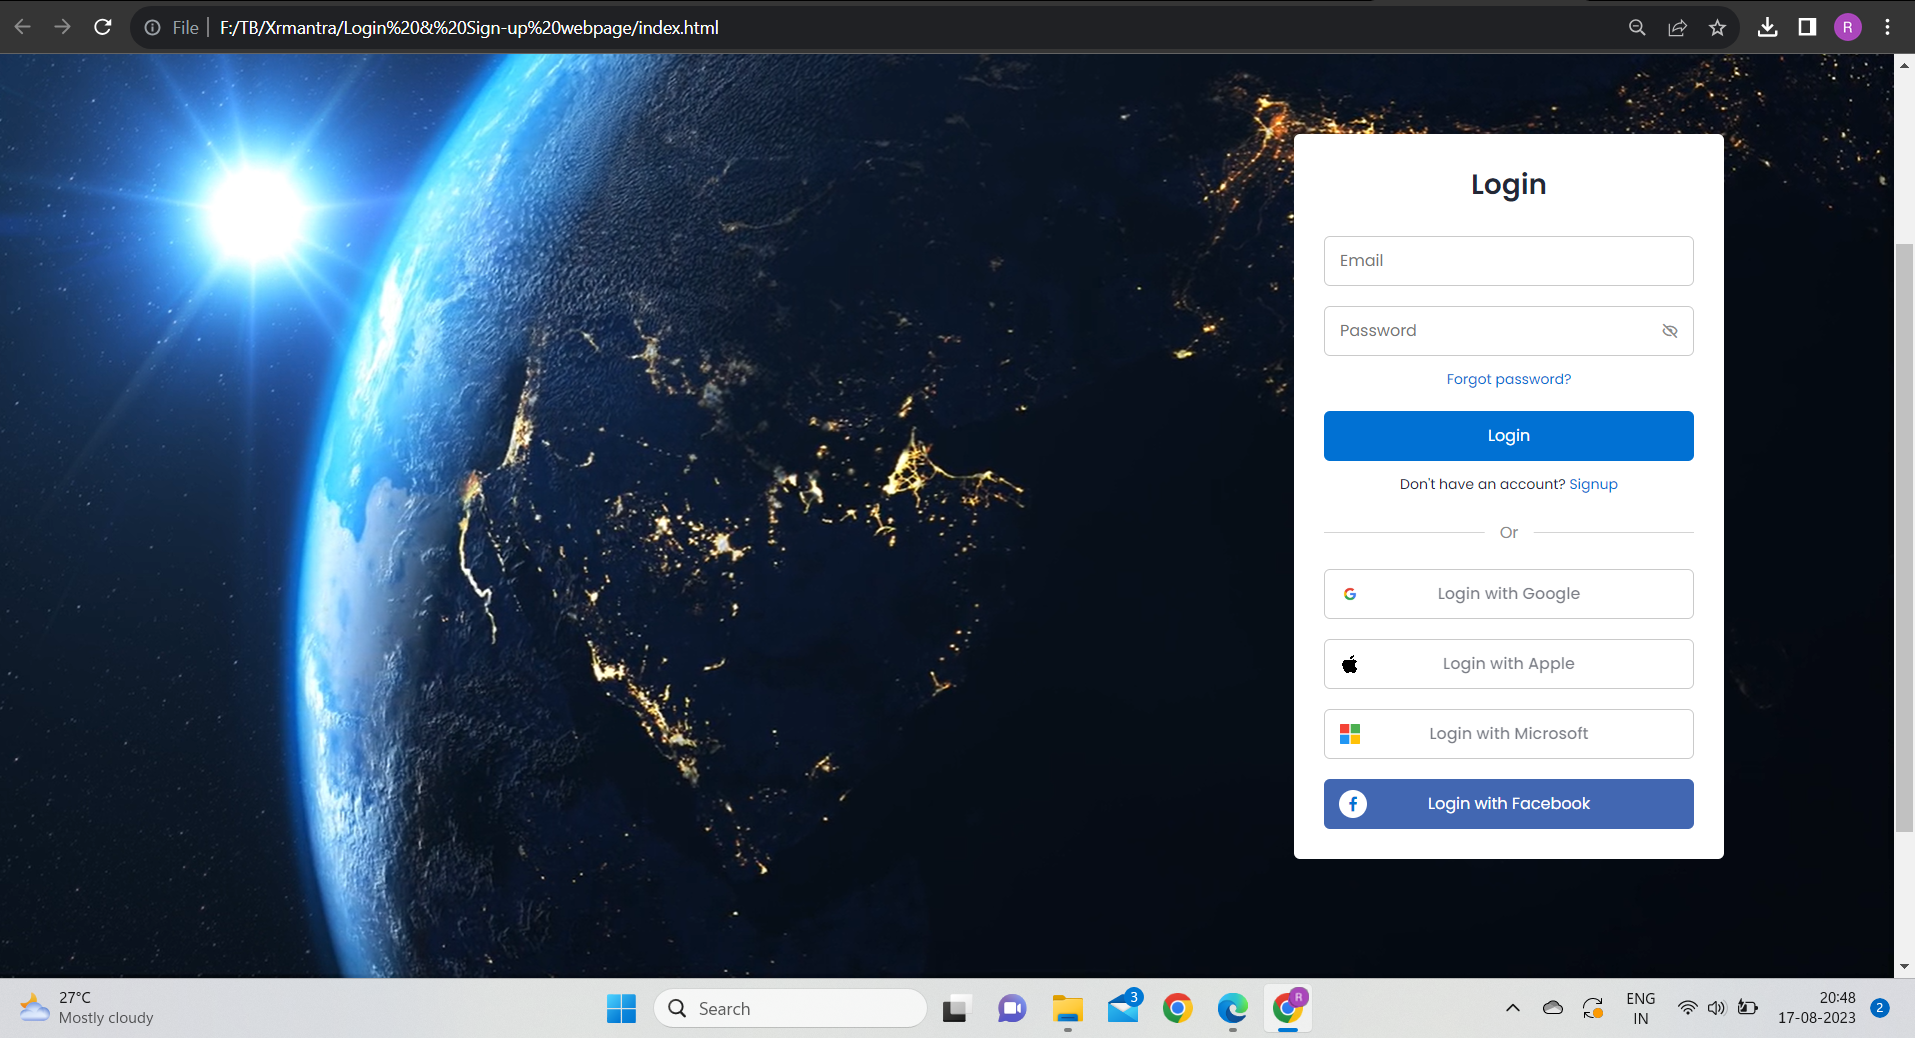 File F:/TB/Xrmantra/Login%20&%20Sign-up%20webpage/index.html
R
Login
Email
Password
Forgot password?
Login
Don't have an account? Signup
Or
Login with Google
Login with Apple
Login with Microsoft
Login with Facebook
27°C
Mostly cloudy
Search
3
R
ENG
IN
20:48
17-08-2023
2